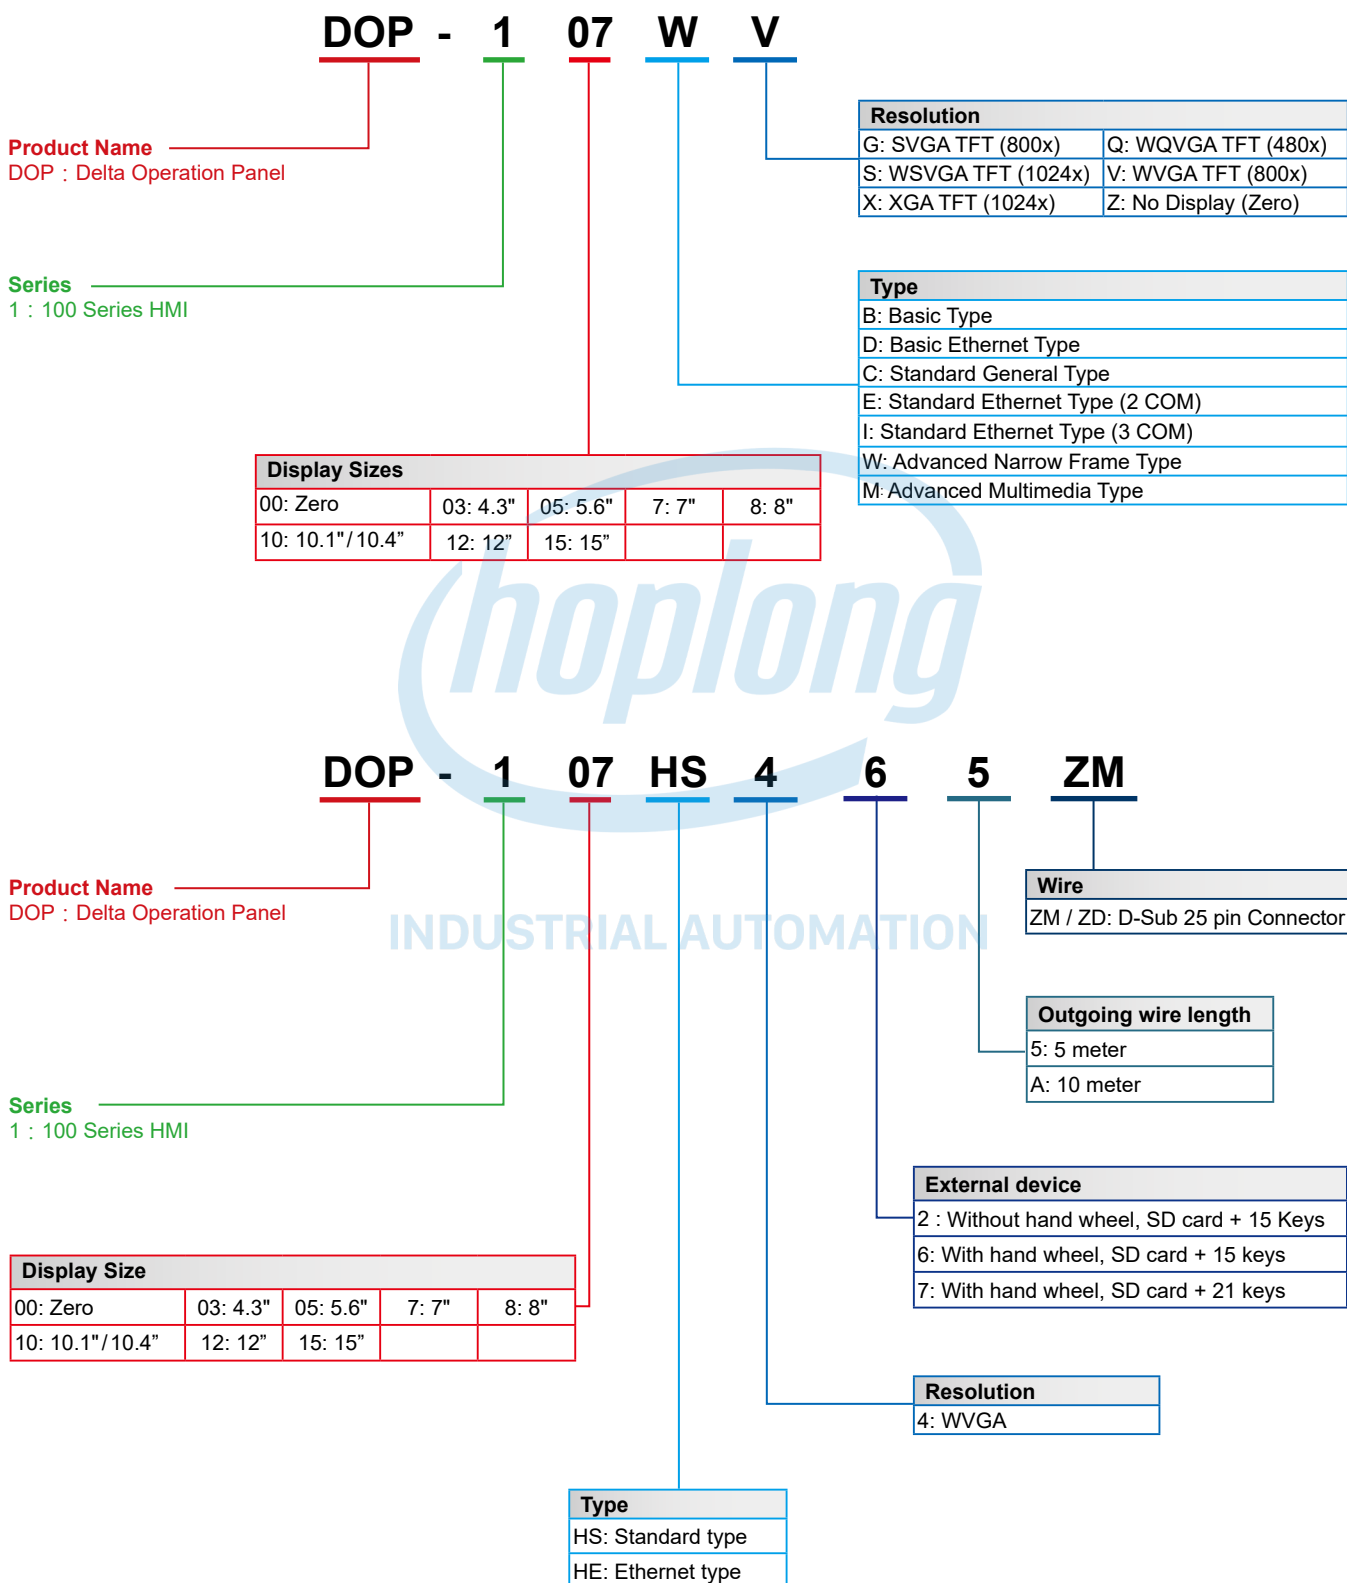 DOP - 1 07 W V
Resolution
G: SVGA TFT (800x) Q: WQVGA TFT (480x)
S: WSVGA TFT (1024x) V: WVGA TFT (800x)
X: XGA TFT (1024x) Z: No Display (Zero)
Product Name
DOP : Delta Operation Panel
Series
1 : 100 Series HMI
Type
B: Basic Type
D: Basic Ethernet Type
C: Standard General Type
E: Standard Ethernet Type (2 COM)
I: Standard Ethernet Type (3 COM)
W: Advanced Narrow Frame Type
M: Advanced Multimedia Type
Display Sizes
00: Zero 03: 4.3" 05: 5.6" 7: 7" 8: 8"
10: 10.1"/10.4” 12: 12” 15: 15”
hoplong
INDUSTRIAL AUTOMATION
DOP - 1 07 HS 4 6 5 ZM
Product Name
DOP : Delta Operation Panel
Wire
ZM / ZD: D-Sub 25 pin Connector
Outgoing wire length
5: 5 meter
A: 10 meter
Series
1 : 100 Series HMI
External device
2 : Without hand wheel, SD card + 15 Keys
6: With hand wheel, SD card + 15 keys
7: With hand wheel, SD card + 21 keys
Display Size
00: Zero 03: 4.3" 05: 5.6" 7: 7" 8: 8"
10: 10.1"/10.4” 12: 12” 15: 15”
Resolution
4: WVGA
Type
HS: Standard type
HE: Ethernet type